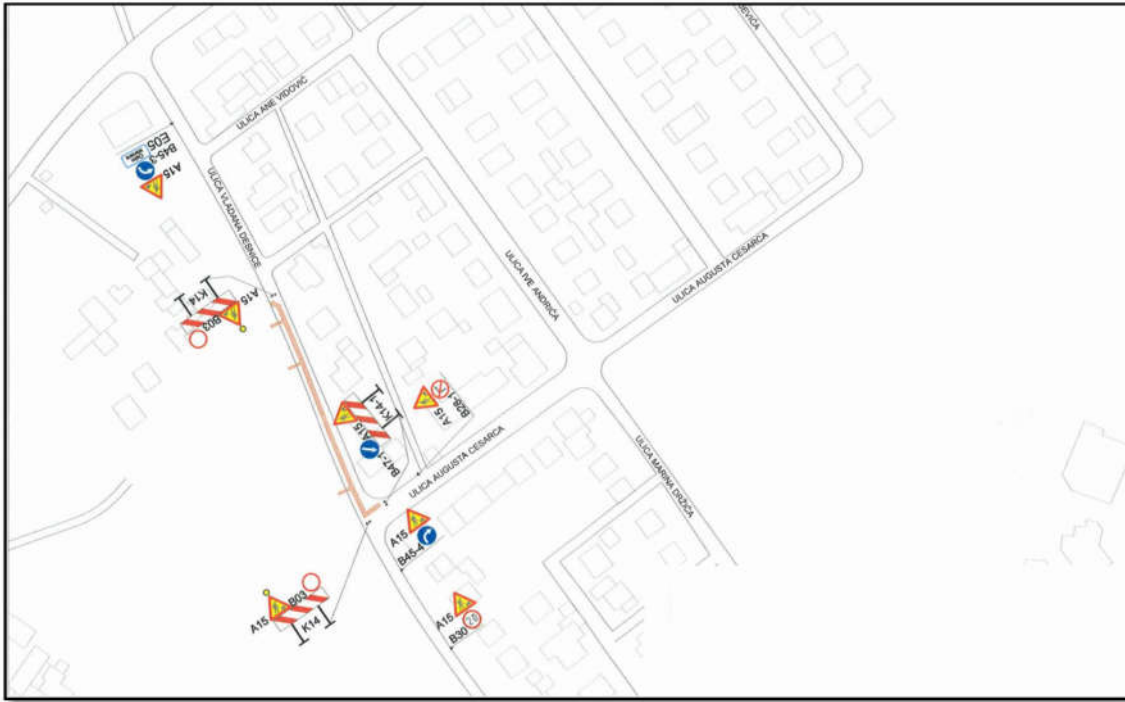 EVIĆA
ULICA ANE VIDOVIĆ
E05
B45-3
A15
ULICA VLADANA DESNICE
ULICA AUGUSTA CESARCA
ULICA IVE ANDRIĆA
K14
A15
B03
K14-1
A15
B47-1
B28-1
A15
ULICA AUGUSTA CESARCA
ULICA MARINA DRŽIĆA
A15
B45-4
A15
B30
A15
B03
K14